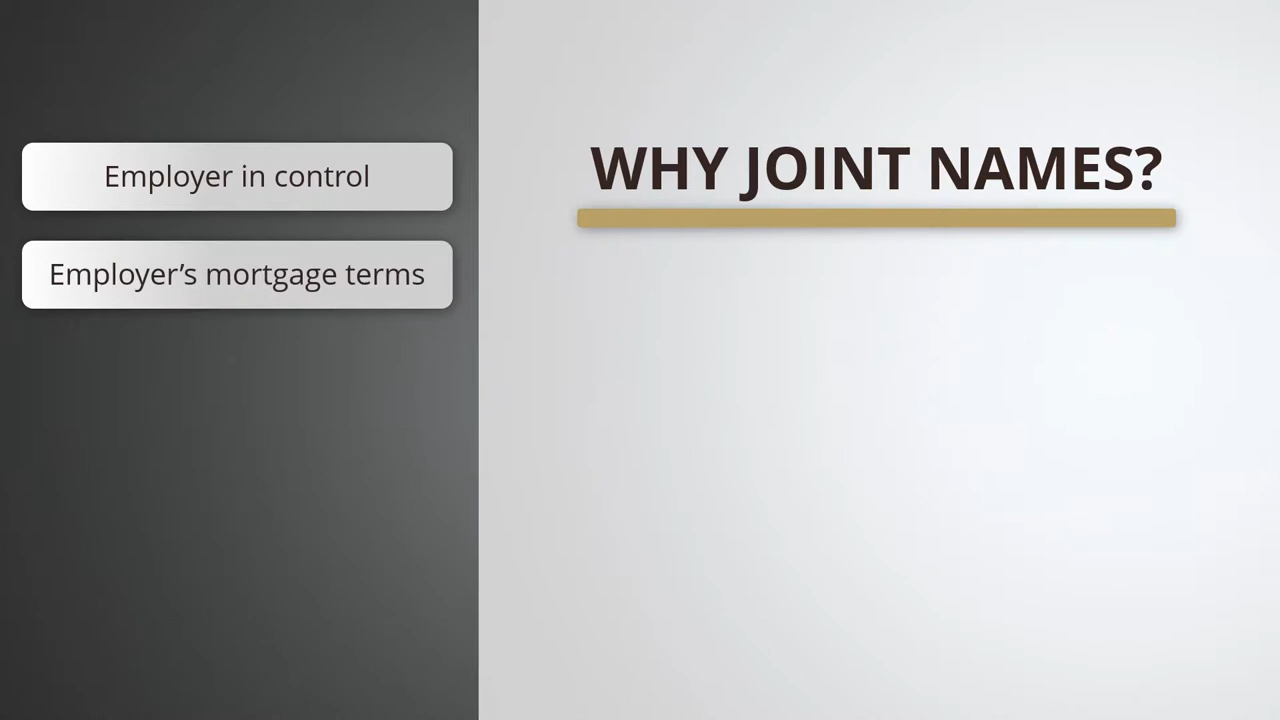 Employer in control
Employer’s mortgage terms
WHY JOINT NAMES?